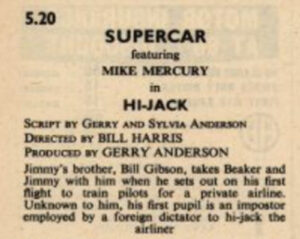 5.20
SUPERCAR
featuring
MIKE MERCURY
in
HI-JACK
SCRIPT BY GERRY AND SYLVIA ANDERSON
DIRECTED BY BILL HARRIS
PRODUCED BY GERRY ANDERSON
Jimmy's brother, Bill Gibson, takes Beaker and
Jimmy with him when he sets out on his first
flight to train pilots for a private airline.
Unknown to him, his first pupil is an impostor
employed by a foreign dictator to hi-jack the
airliner